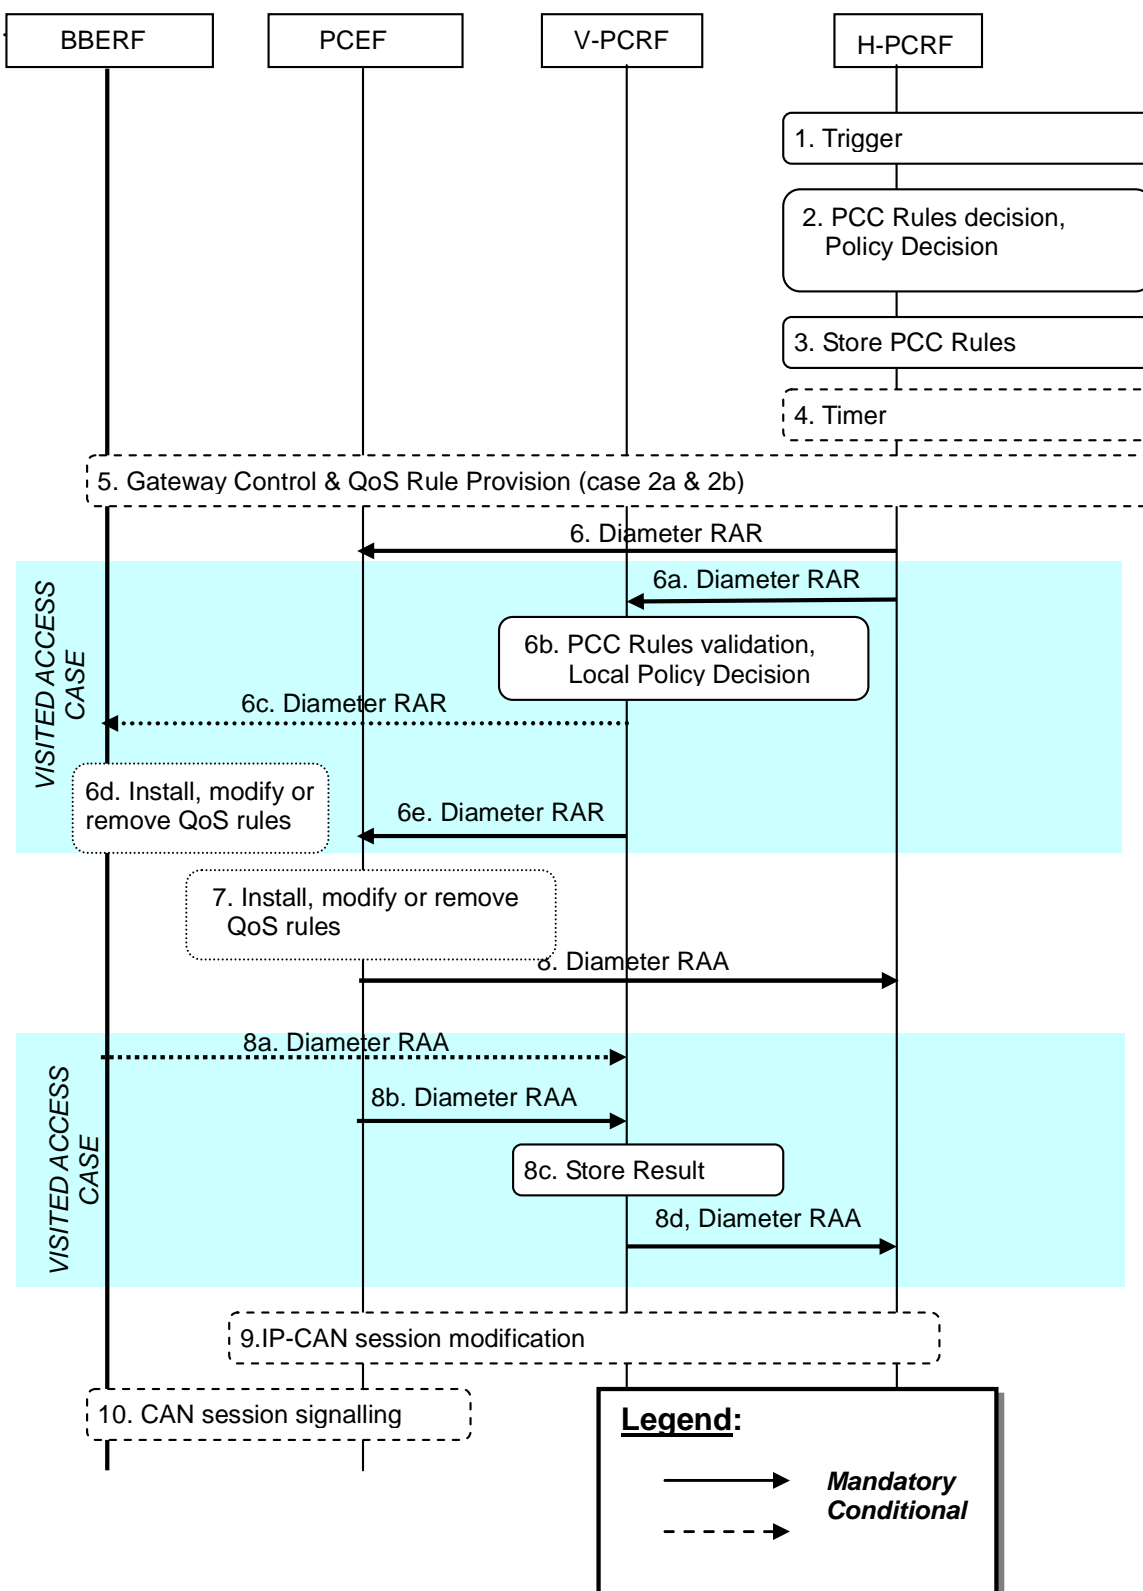 BBERF
PCEF
V-PCRF
H-PCRF
1. Trigger
2. PCC Rules decision,
Policy Decision
3. Store PCC Rules
4. Timer
5. Gateway Control & QoS Rule Provision (case 2a & 2b)
6. Diameter RAR
VISITED ACCESS
CASE
6a. Diameter RAR
6b. PCC Rules validation,
Local Policy Decision
6c. Diameter RAR
6d. Install, modify or
remove QoS rules
6e. Diameter RAR
7. Install, modify or remove
QoS rules
8. Diameter RAA
VISITED ACCESS
CASE
8a. Diameter RAA
8b. Diameter RAA
8c. Store Result
8d, Diameter RAA
9.IP-CAN session modification
10. CAN session signalling
Legend:
Mandatory
Conditional